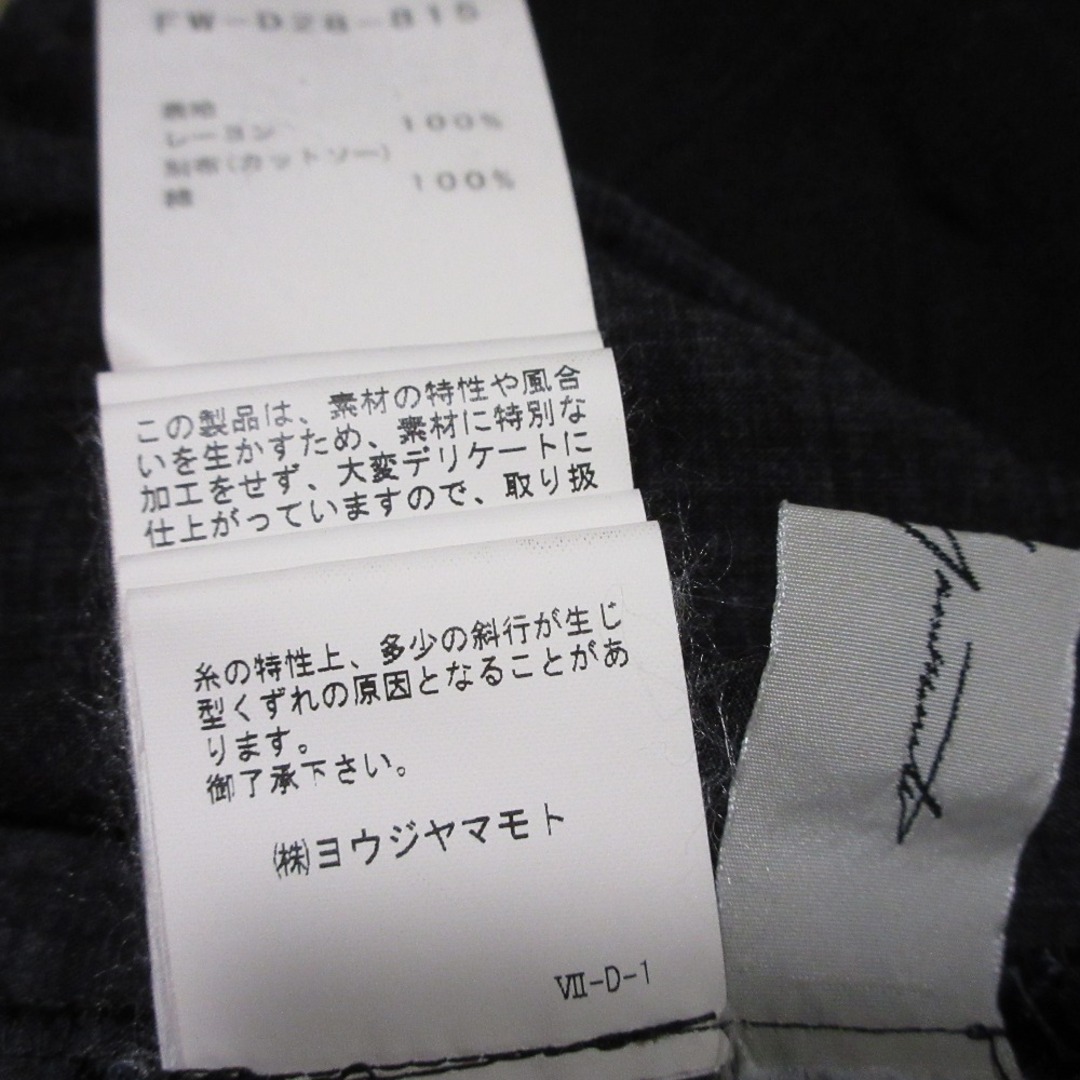 FW-D28-815
表地
レーヨン 100%
別布(カットソー)
綿 100%
この製品は、素材の特性や風合
いを生かすため、素材に特別な
加工をせず、大変デリケートに
仕上がっていますので、取り扱
糸の特性上、多少の斜行が生じ
型くずれの原因となることがあ
ります。
御了承下さい。
㈱ヨウジヤマモト
Ⅶ-D-1
Yamamoto